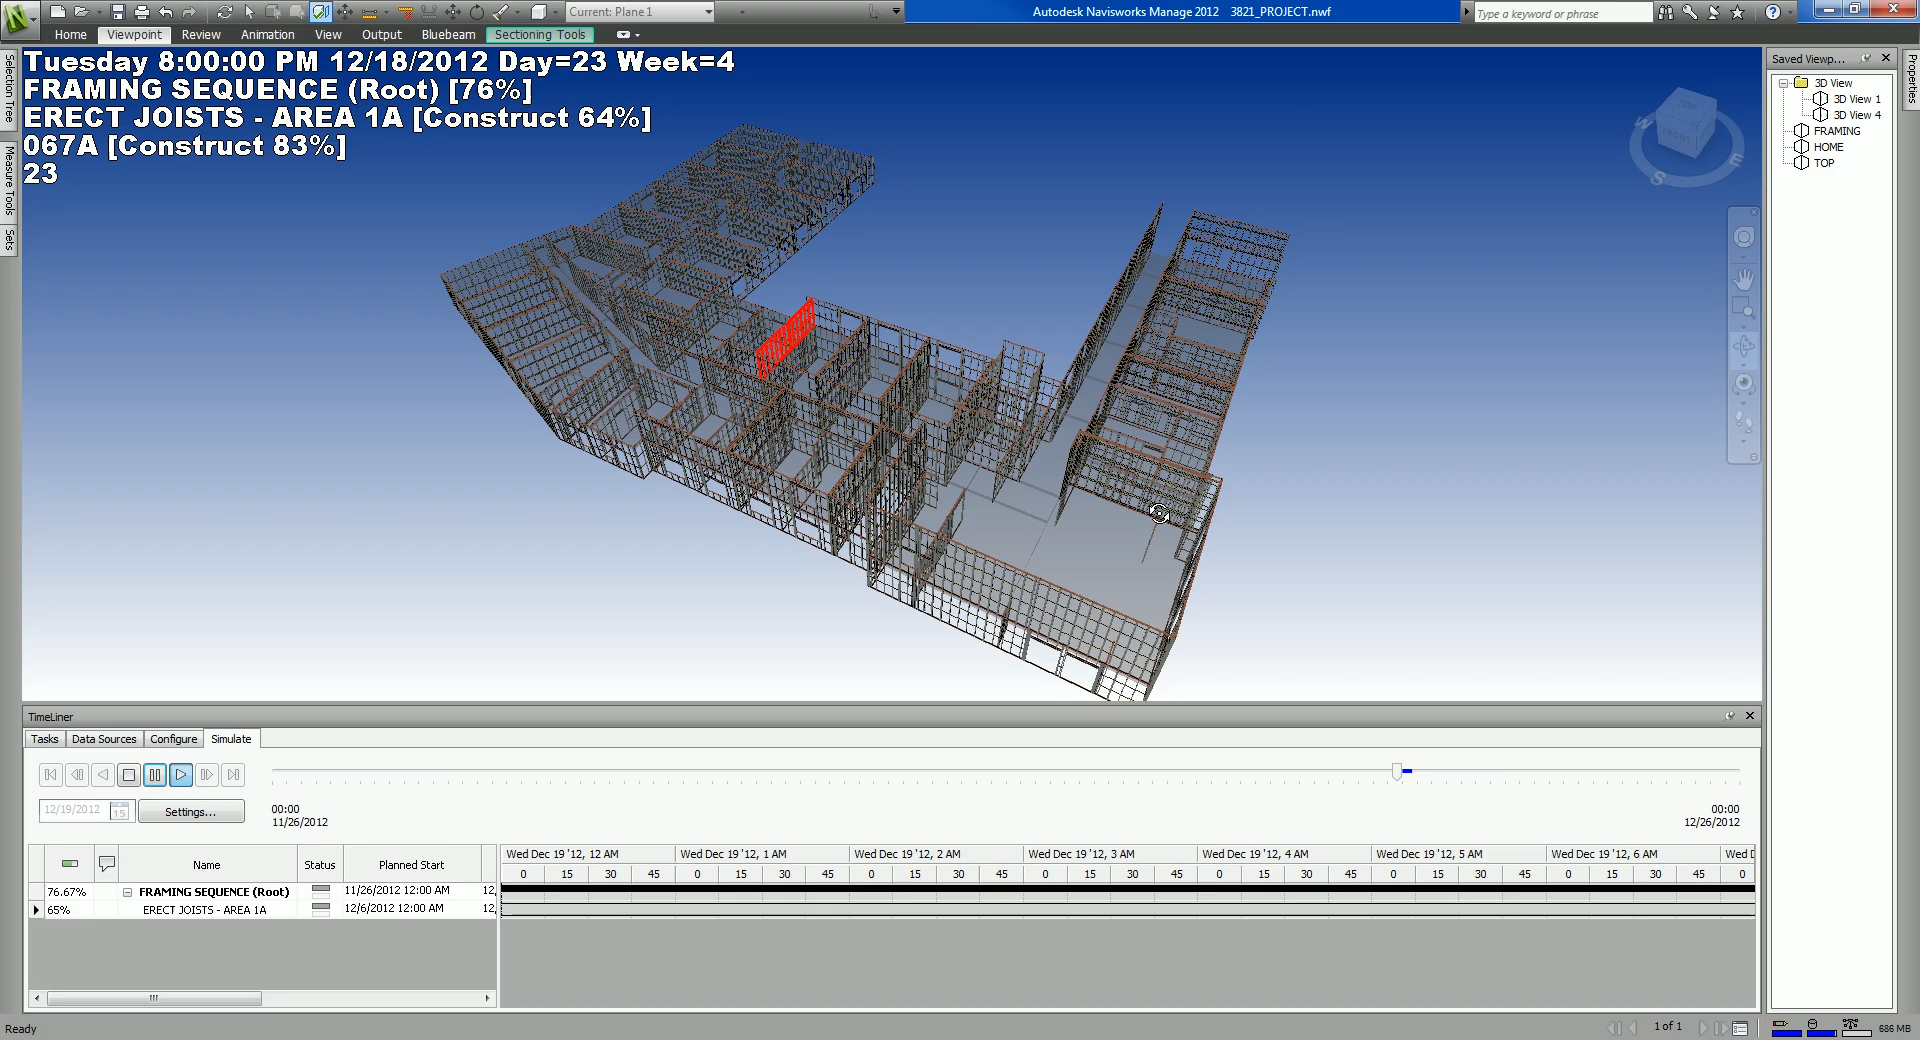 Current: Plane 1
Autodesk Navisworks Manage 2012 3821_PROJECT.nwf
Type a keyword or phrase
Home Viewpoint Review Animation View Output Bluebeam Sectioning Tools
Selection Tree
Measure Tools
Sets
Tuesday 8:00:00 PM 12/18/2012 Day=23 Week=4
FRAMING SEQUENCE (Root) [76%]
ERECT JOISTS - AREA 1A [Construct 64%]
067A [Construct 83%]
23
TOP
FRONT
W
E
S
Saved Viewp...
3D View
3D View 1
3D View 4
FRAMING
HOME
TOP
Properties
TimeLiner
Tasks Data Sources Configure Simulate
12/19/2012 15
Settings...
00:00
11/26/2012
00:00
12/26/2012
Name Status Planned Start
76.67% FRAMING SEQUENCE (Root) 11/26/2012 12:00 AM 12,
65% ERECT JOISTS - AREA 1A 12/6/2012 12:00 AM 12,
Wed Dec 19 '12, 12 AM Wed Dec 19 '12, 1 AM Wed Dec 19 '12, 2 AM Wed Dec 19 '12, 3 AM Wed Dec 19 '12, 4 AM Wed Dec 19 '12, 5 AM Wed Dec 19 '12, 6 AM Wed D
0 15 30 45 0 15 30 45 0 15 30 45 0 15 30 45 0 15 30 45 0 15 30 45 0 15 30 45 0
Ready
1 of 1
686 MB